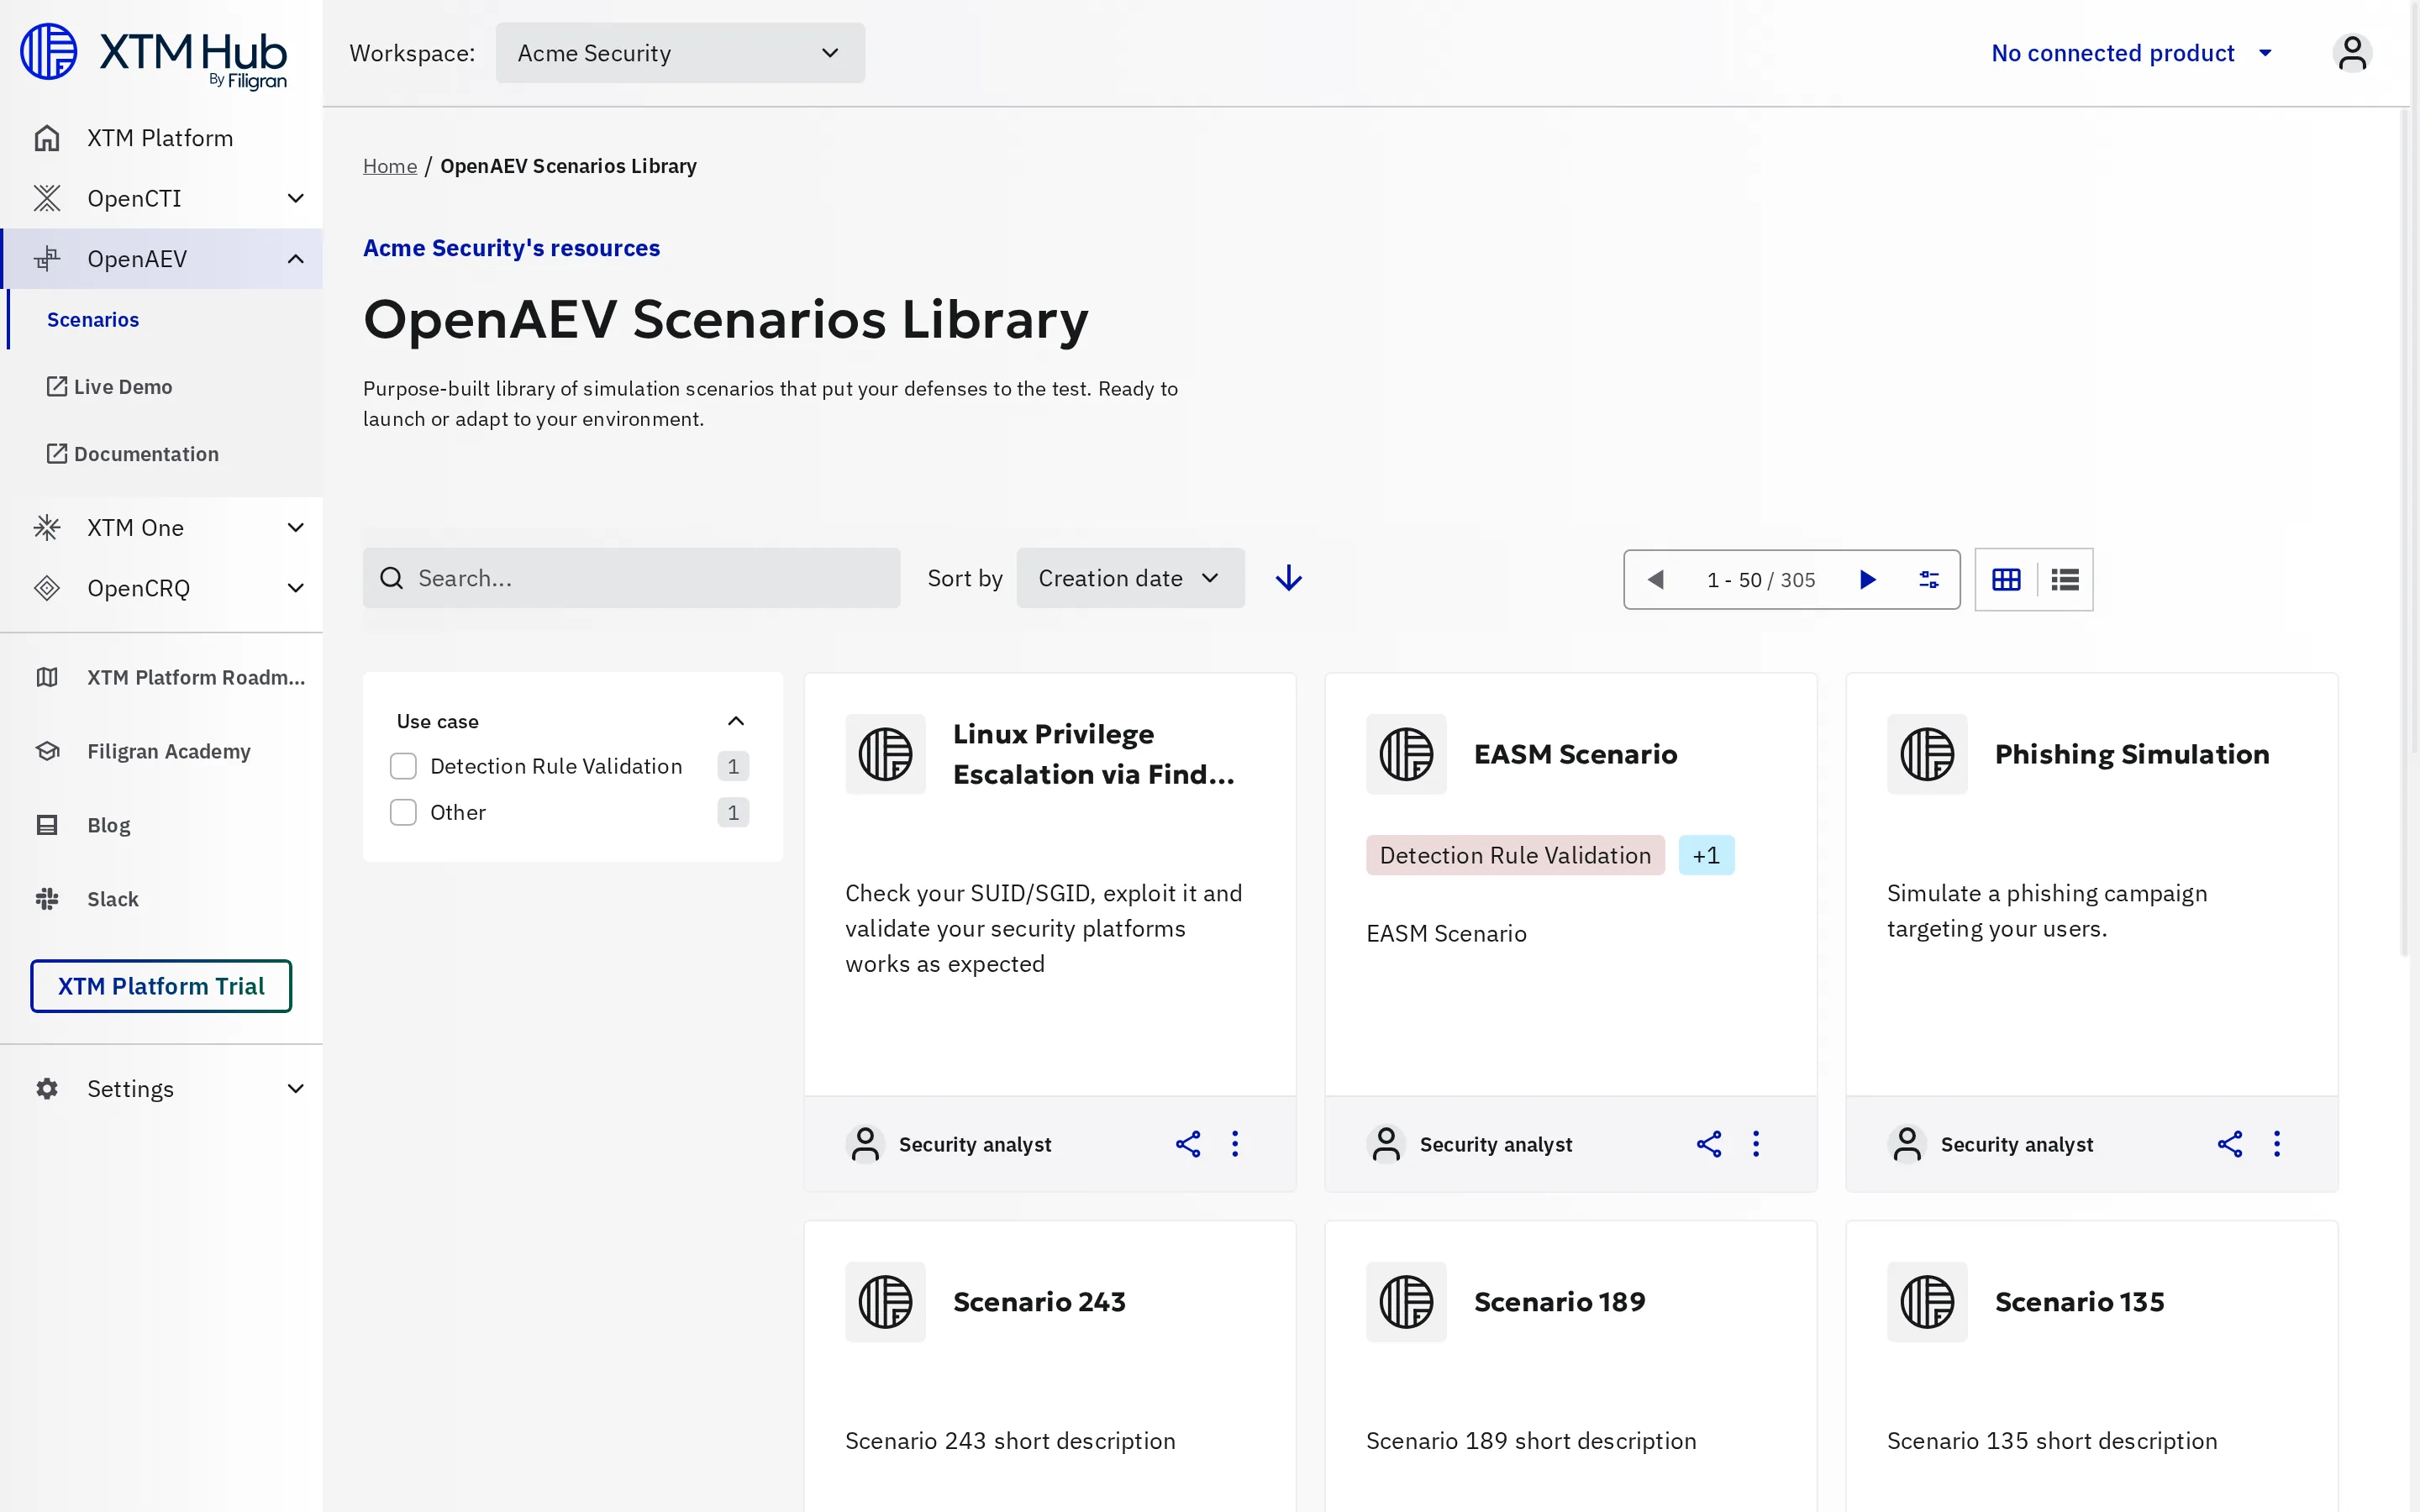 XTM Hub
By Filigran
Workspace:
Acme Security
No connected product
XTM Platform
OpenCTI
OpenAEV
Scenarios
Live Demo
Documentation
XTM One
OpenCRQ
XTM Platform Roadm...
Filigran Academy
Blog
Slack
XTM Platform Trial
Settings
Home / OpenAEV Scenarios Library
Acme Security's resources
OpenAEV Scenarios Library
Purpose-built library of simulation scenarios that put your defenses to the test. Ready to
launch or adapt to your environment.
Search...
Sort by
Creation date
1 - 50 / 305
Use case
Detection Rule Validation 1
Other 1
Linux Privilege
Escalation via Find...
Check your SUID/SGID, exploit it and
validate your security platforms
works as expected
Security analyst
EASM Scenario
Detection Rule Validation +1
EASM Scenario
Security analyst
Phishing Simulation
Simulate a phishing campaign
targeting your users.
Security analyst
Scenario 243
Scenario 243 short description
Scenario 189
Scenario 189 short description
Scenario 135
Scenario 135 short description